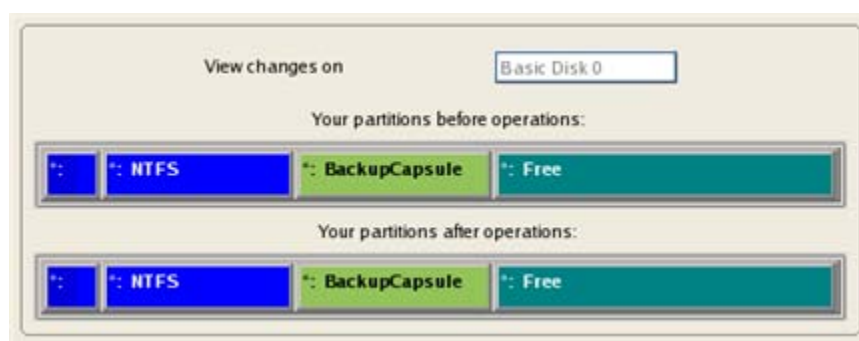 View changes on Basic Disk 0
Your partitions before operations:
*: *: NTFS *: BackupCapsule *: Free
Your partitions after operations:
*: *: NTFS *: BackupCapsule *: Free